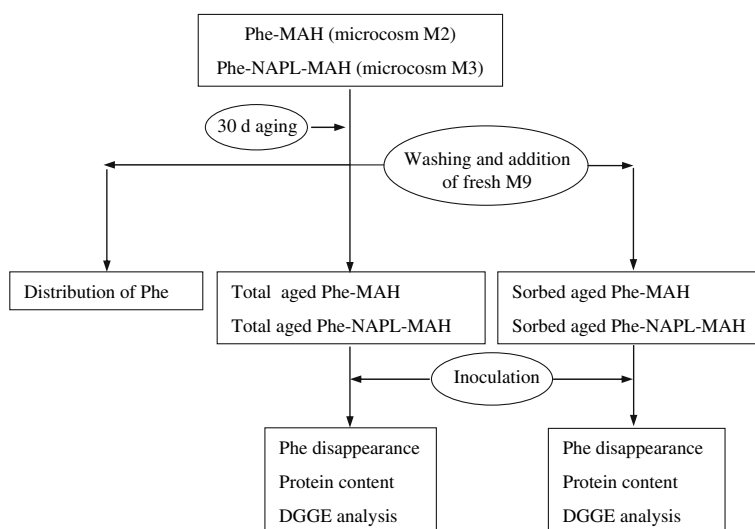 Phe-MAH (microcosm M2)
Phe-NAPL-MAH (microcosm M3)
30 d aging
Washing and addition
of fresh M9
Distribution of Phe
Total aged Phe-MAH
Total aged Phe-NAPL-MAH
Sorbed aged Phe-MAH
Sorbed aged Phe-NAPL-MAH
Inoculation
Phe disappearance
Protein content
DGGE analysis
Phe disappearance
Protein content
DGGE analysis